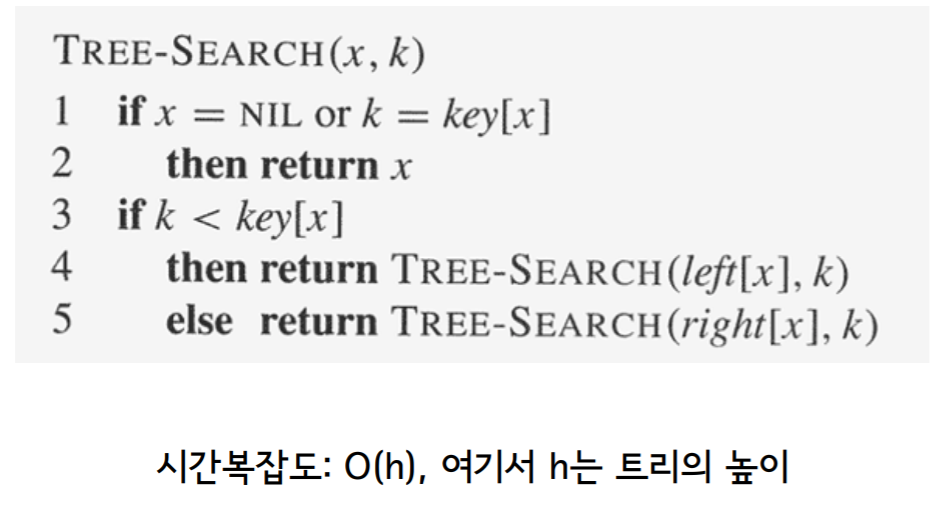 TREE-SEARCH(x, k)
1 if x = NIL or k = key[x]
2 then return x
3 if k < key[x]
4 then return TREE-SEARCH(left[x], k)
5 else return TREE-SEARCH(right[x], k)
시간복잡도: O(h), 여기서 h는 트리의 높이